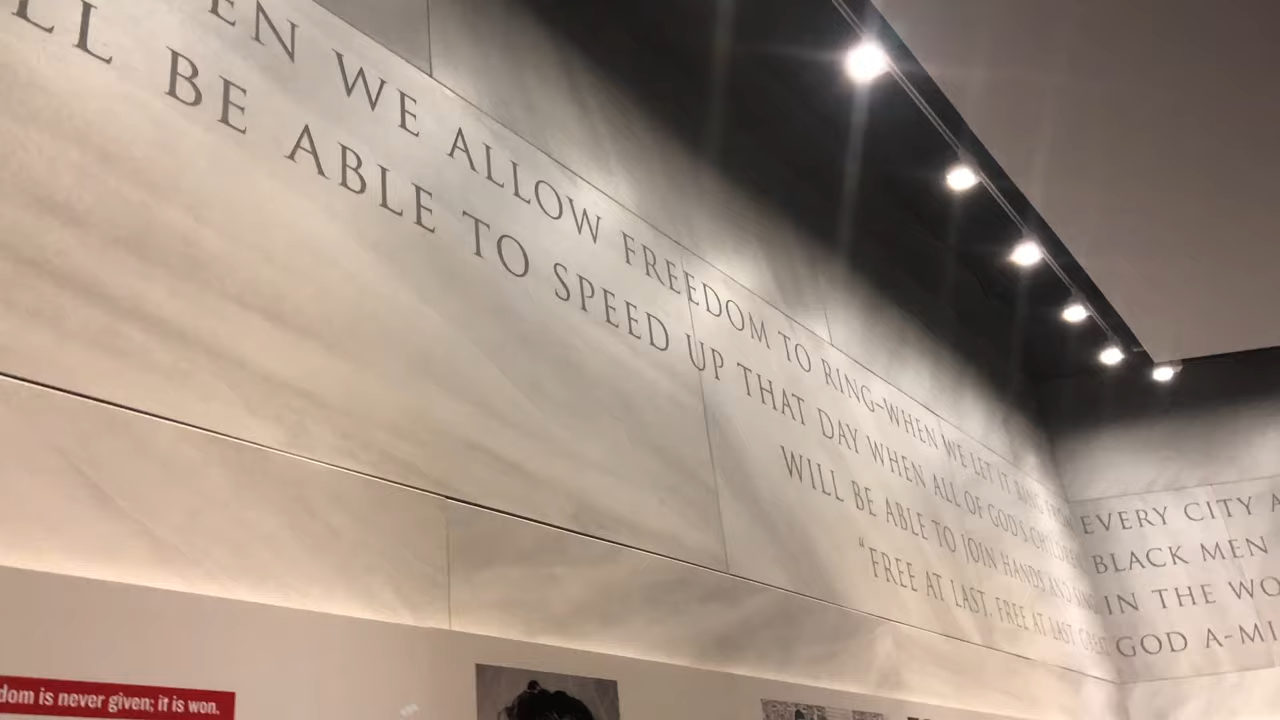 EN WE ALLOW FREEDOM TO RING–WHEN WE LET IT RING FROM EVERY CITY A
LL BE ABLE TO SPEED UP THAT DAY WHEN ALL OF GOD'S CHILDREN BLACK MEN
WILL BE ABLE TO JOIN HANDS AND SING IN THE WO
“FREE AT LAST, FREE AT LAST, GREAT GOD A-MI
dom is never given; it is won.